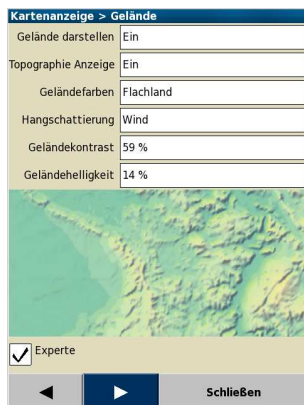 Kartenanzeige > Gelände
Gelände darstellen Ein
Topographie Anzeige Ein
Geländefarben Flachland
Hangschattierung Wind
Geländekontrast 59 %
Geländehelligkeit 14 %
Experte
Schließen